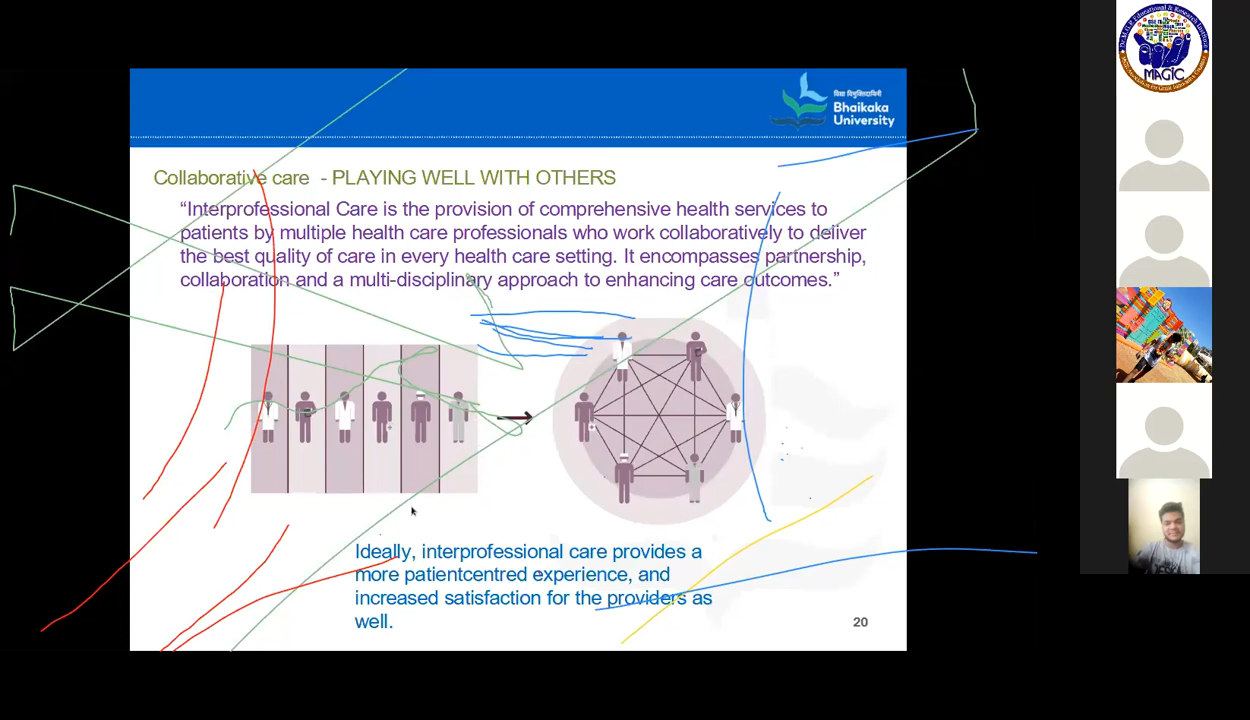 विद्या विमुक्तिदायिनी
Bhaikaka
University
Collaborative care - PLAYING WELL WITH OTHERS
“Interprofessional Care is the provision of comprehensive health services to
patients by multiple health care professionals who work collaboratively to deliver
the best quality of care in every health care setting. It encompasses partnership,
collaboration and a multi-disciplinary approach to enhancing care outcomes.”
Ideally, interprofessional care provides a
more patientcentred experience, and
increased satisfaction for the providers as
well.
20
MAGIC